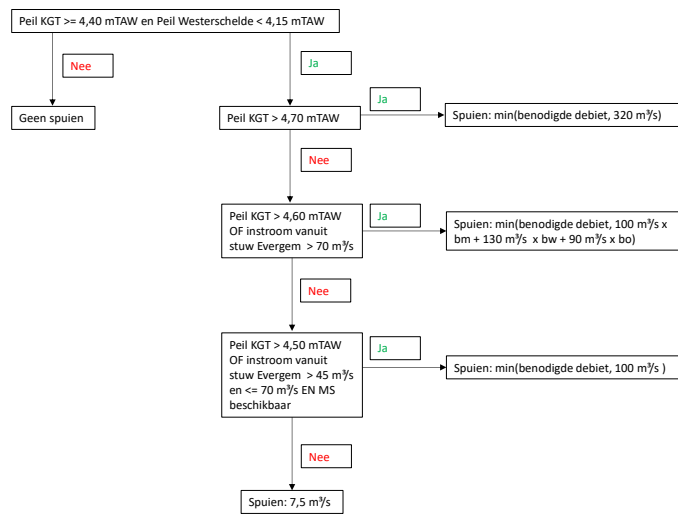 Peil KGT >= 4,40 mTAW en Peil Westerschelde < 4,15 mTAW
Nee
Ja
Geen spuien
Peil KGT > 4,70 mTAW
Ja
Spuien: min(benodigde debiet, 320 m³/s)
Nee
Peil KGT > 4,60 mTAW
OF instroom vanuit
stuw Evergem > 70 m³/s
Ja
Spuien: min(benodigde debiet, 100 m³/s x
bm + 130 m³/s x bw + 90 m³/s x bo)
Nee
Peil KGT > 4,50 mTAW
OF instroom vanuit
stuw Evergem > 45 m³/s
en <= 70 m³/s EN MS
beschikbaar
Ja
Spuien: min(benodigde debiet, 100 m³/s )
Nee
Spuien: 7,5 m³/s